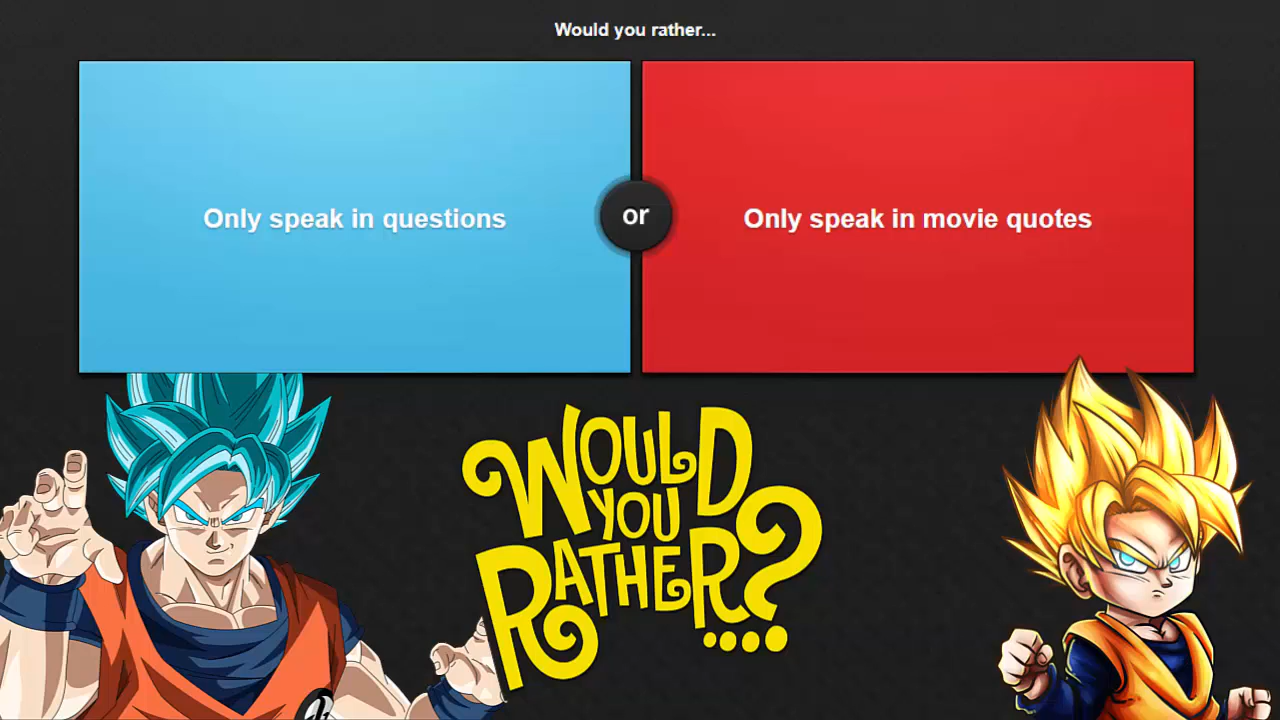 Would you rather...
Only speak in questions
or
Only speak in movie quotes
WOULD
YOU
RATHER?....